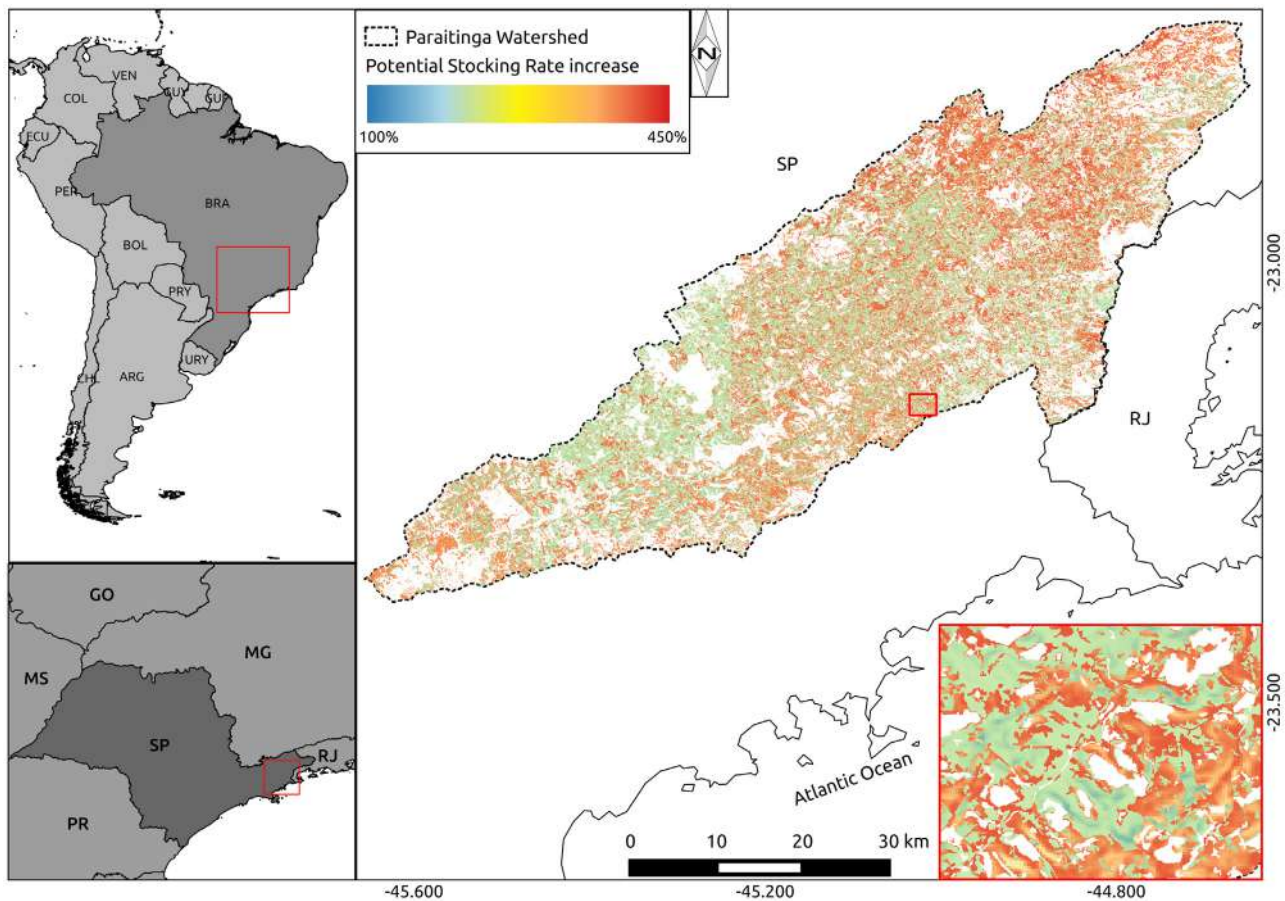 VEN
COL
GUY
GUF
ECU
PER
BRA
BOL
PRY
CHL
ARG
URY
Paraitinga Watershed
Potential Stocking Rate increase
100%
450%
N
SP
RJ
-23.000
-23.500
GO
MG
MS
SP
RJ
PR
Atlantic Ocean
0 10 20 30 km
-45.600
-45.200
-44.800